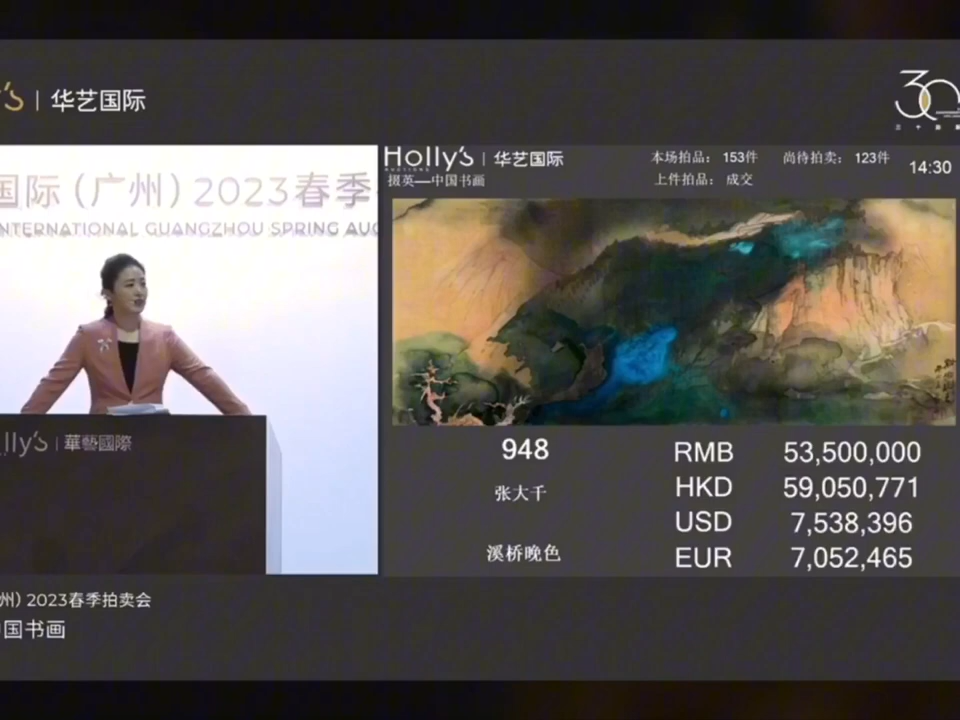 's | 华艺国际
30
国际（广州）2023春季
INTERNATIONAL GUANGZHOU SPRING AUC
lly's | 華藝國際
Holly's | 华艺国际
AUCTIONS
撷英—中国书画
本场拍品： 153件 尚待拍卖： 123件
上件拍品： 成交
14:30
948
张大千
溪桥晚色
RMB 53,500,000
HKD 59,050,771
USD 7,538,396
EUR 7,052,465
州）2023春季拍卖会
国书画